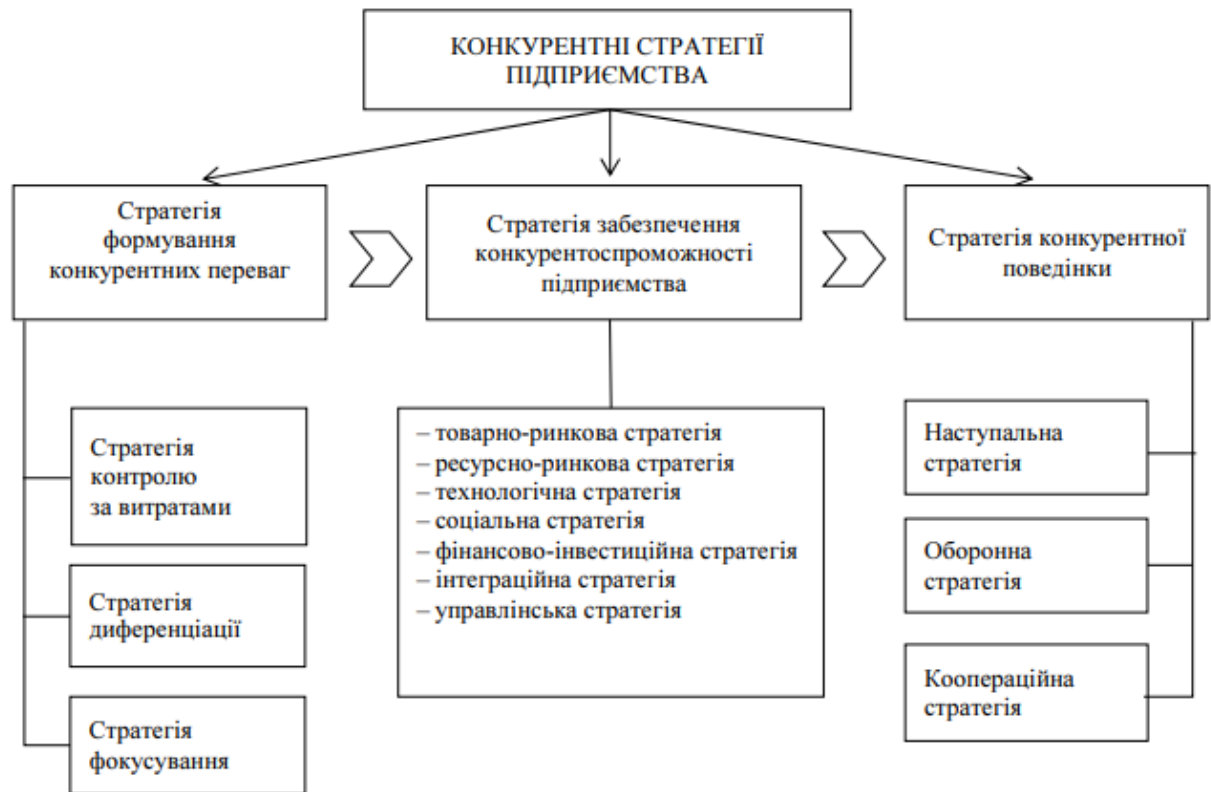 КОНКУРЕНТНІ СТРАТЕГІЇ
ПІДПРИЄМСТВА
Стратегія
формування
конкурентних переваг
Стратегія забезпечення
конкурентоспроможності
підприємства
Стратегія конкурентної
поведінки
Стратегія
контролю
за витратами
Стратегія
диференціації
Стратегія
фокусування
– товарно-ринкова стратегія
– ресурсно-ринкова стратегія
– технологічна стратегія
– соціальна стратегія
– фінансово-інвестиційна стратегія
– інтеграційна стратегія
– управлінська стратегія
Наступальна
стратегія
Оборонна
стратегія
Коопераційна
стратегія